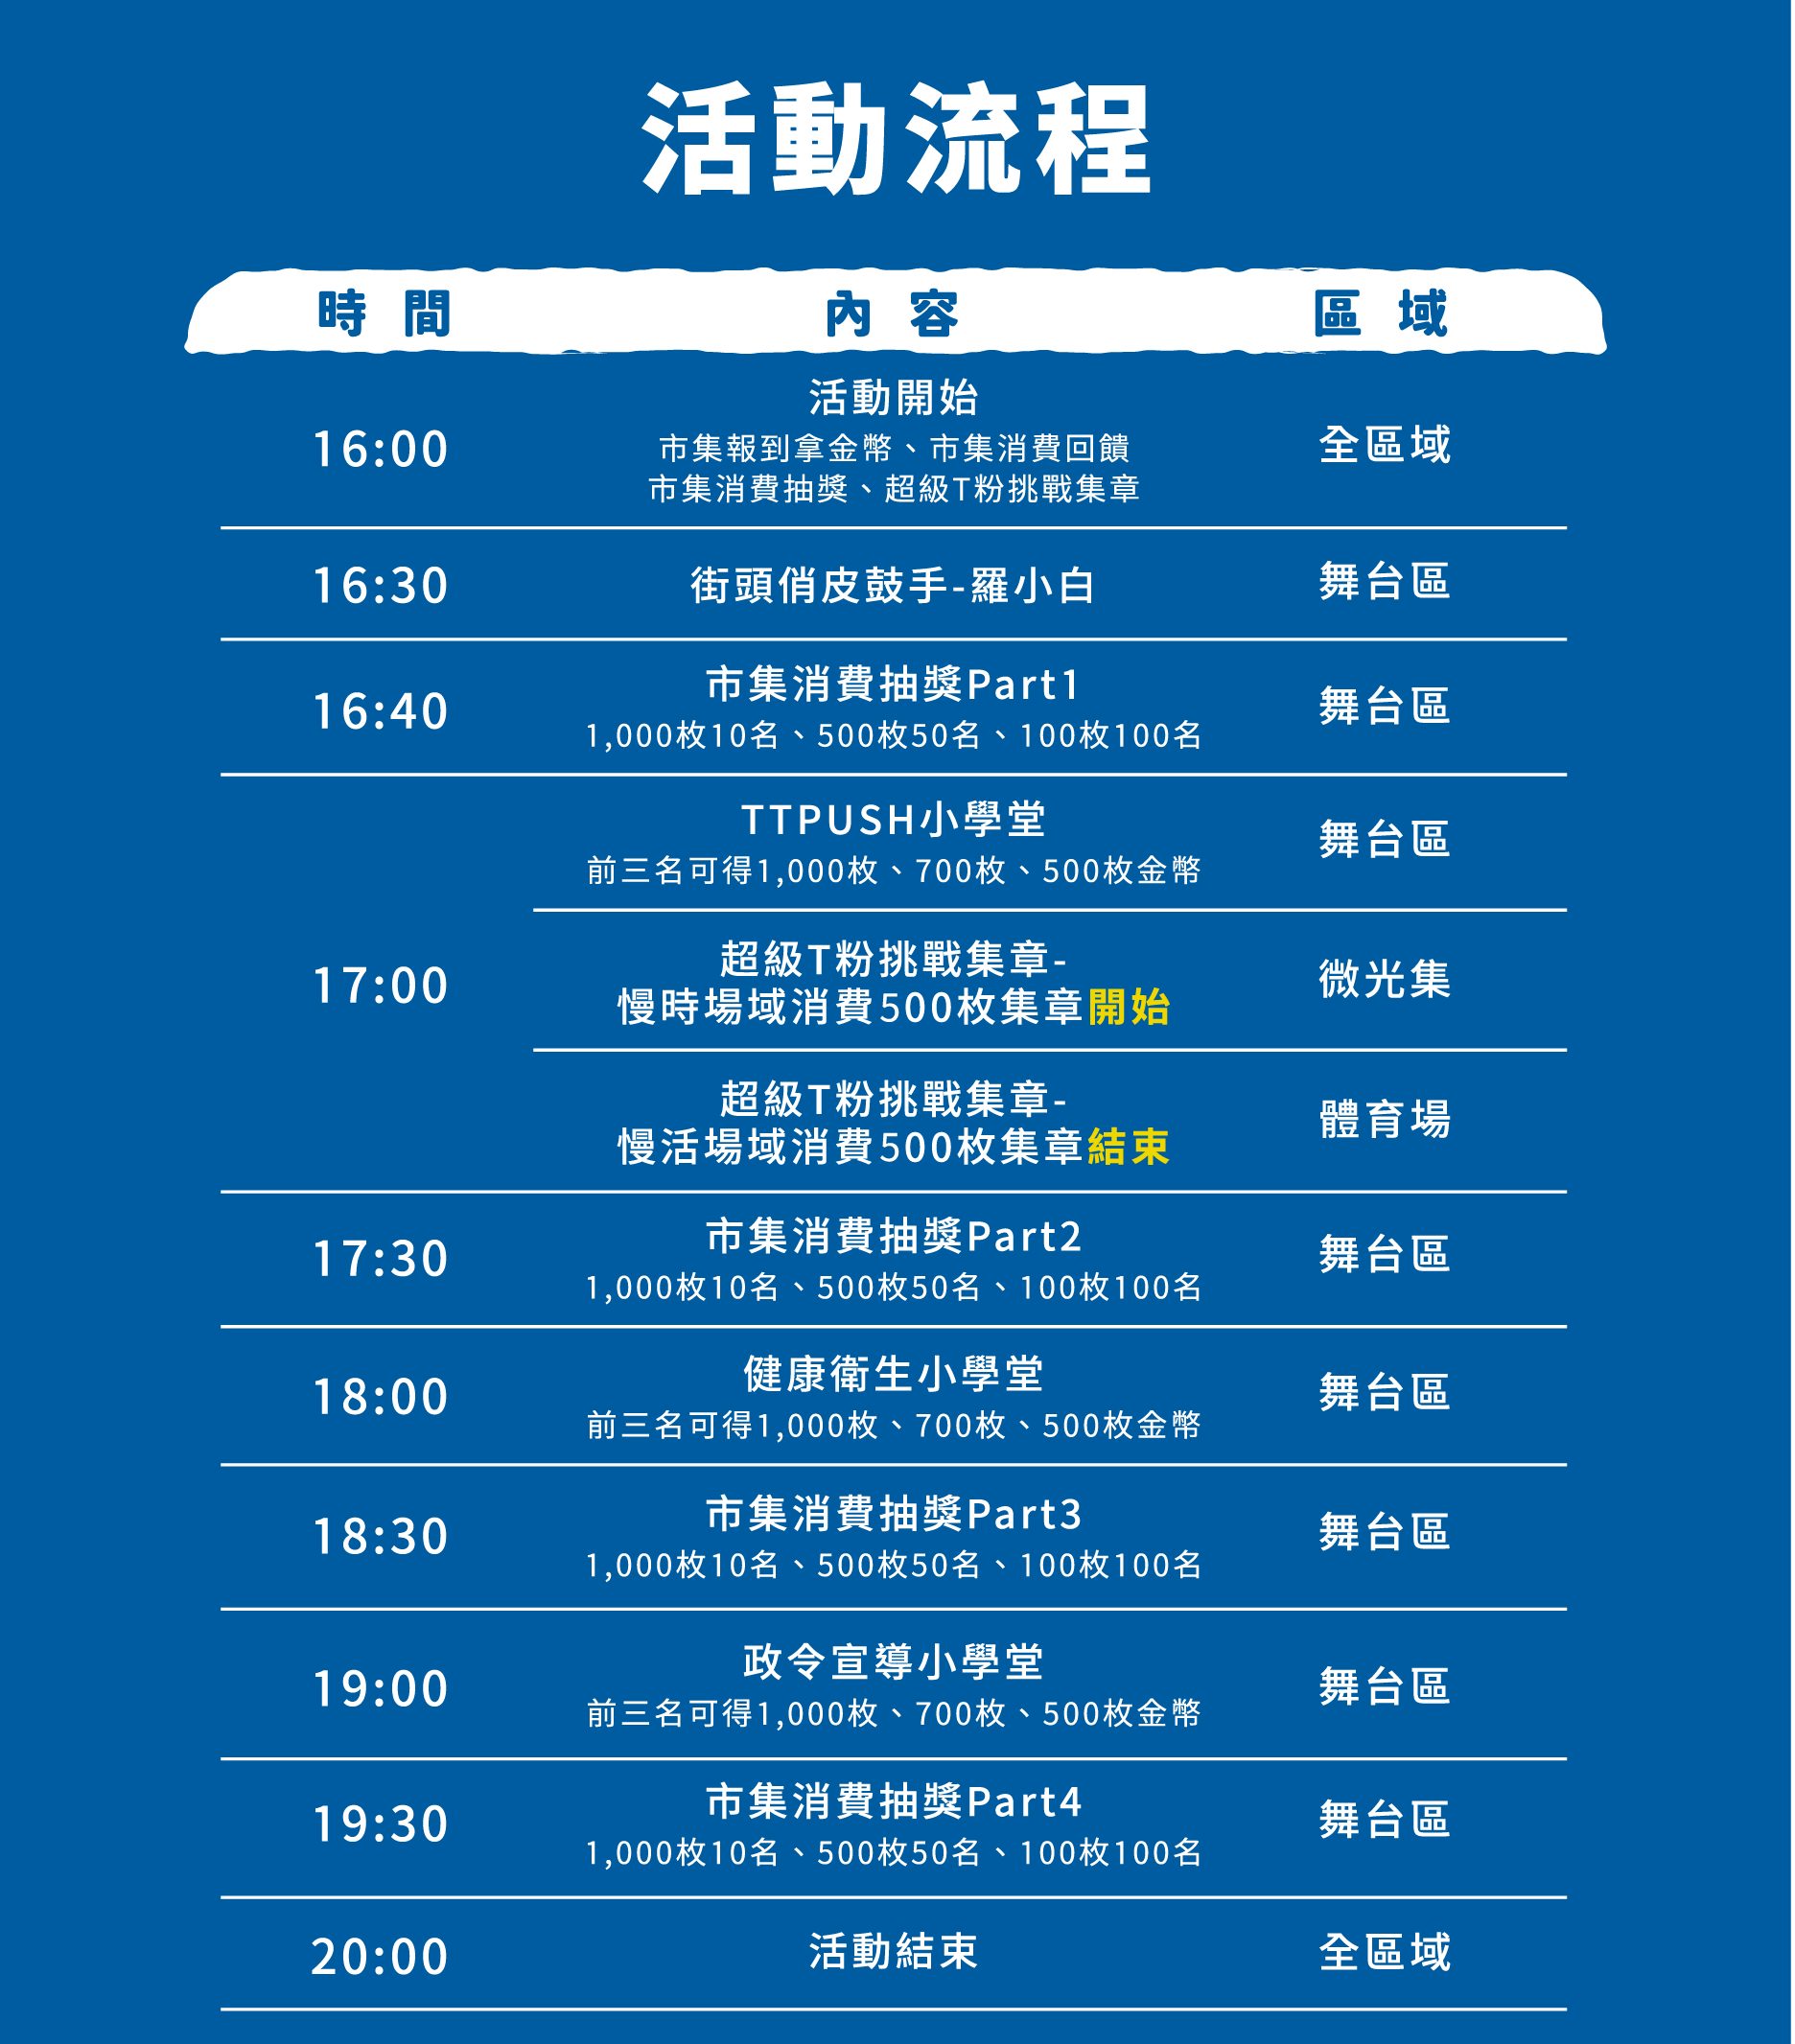 活動流程
時間 內容 區域
16:00 活動開始 全區域
市集報到拿金幣、市集消費回饋
市集消費抽獎、超級T粉挑戰集章
16:30 街頭俏皮鼓手-羅小白 舞台區
16:40 市集消費抽獎Part1 舞台區
1,000枚10名、500枚50名、100枚100名
17:00
TTPUSH小學堂 舞台區
前三名可得1,000枚、700枚、500枚金幣
超級T粉挑戰集章- 微光集
慢時場域消費500枚集章開始
超級T粉挑戰集章- 體育場
慢活場域消費500枚集章結束
17:30 市集消費抽獎Part2 舞台區
1,000枚10名、500枚50名、100枚100名
18:00 健康衛生小學堂 舞台區
前三名可得1,000枚、700枚、500枚金幣
18:30 市集消費抽獎Part3 舞台區
1,000枚10名、500枚50名、100枚100名
19:00 政令宣導小學堂 舞台區
前三名可得1,000枚、700枚、500枚金幣
19:30 市集消費抽獎Part4 舞台區
1,000枚10名、500枚50名、100枚100名
20:00 活動結束 全區域